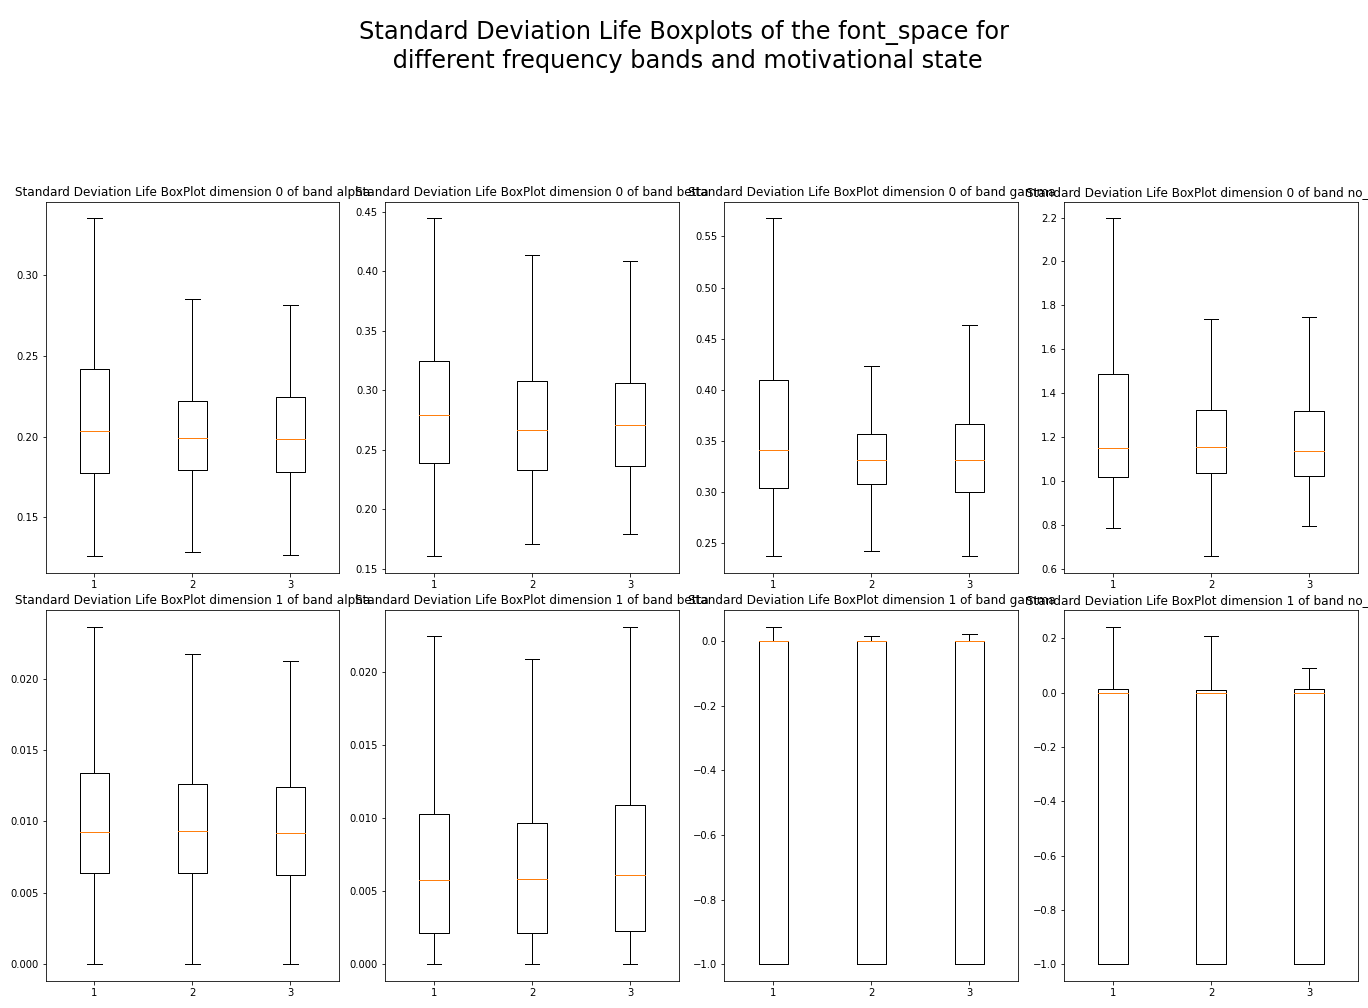 Standard Deviation Life Boxplots of the font_space for
different frequency bands and motivational state
Standard Deviation Life BoxPlot dimension 0 of band alpha
Standard Deviation Life BoxPlot dimension 0 of band beta
Standard Deviation Life BoxPlot dimension 0 of band gamma
Standard Deviation Life BoxPlot dimension 0 of band no_
0.30
0.25
0.20
0.15
1 2 3
0.45
0.40
0.35
0.30
0.25
0.20
0.15
1 2 3
0.55
0.50
0.45
0.40
0.35
0.30
0.25
1 2 3
2.2
2.0
1.8
1.6
1.4
1.2
1.0
0.8
0.6
1 2 3
Standard Deviation Life BoxPlot dimension 1 of band alpha
Standard Deviation Life BoxPlot dimension 1 of band beta
Standard Deviation Life BoxPlot dimension 1 of band gamma
Standard Deviation Life BoxPlot dimension 1 of band no_
0.020
0.015
0.010
0.005
0.000
1 2 3
0.020
0.015
0.010
0.005
0.000
1 2 3
0.0
−0.2
−0.4
−0.6
−0.8
−1.0
1 2 3
0.2
0.0
−0.2
−0.4
−0.6
−0.8
−1.0
1 2 3